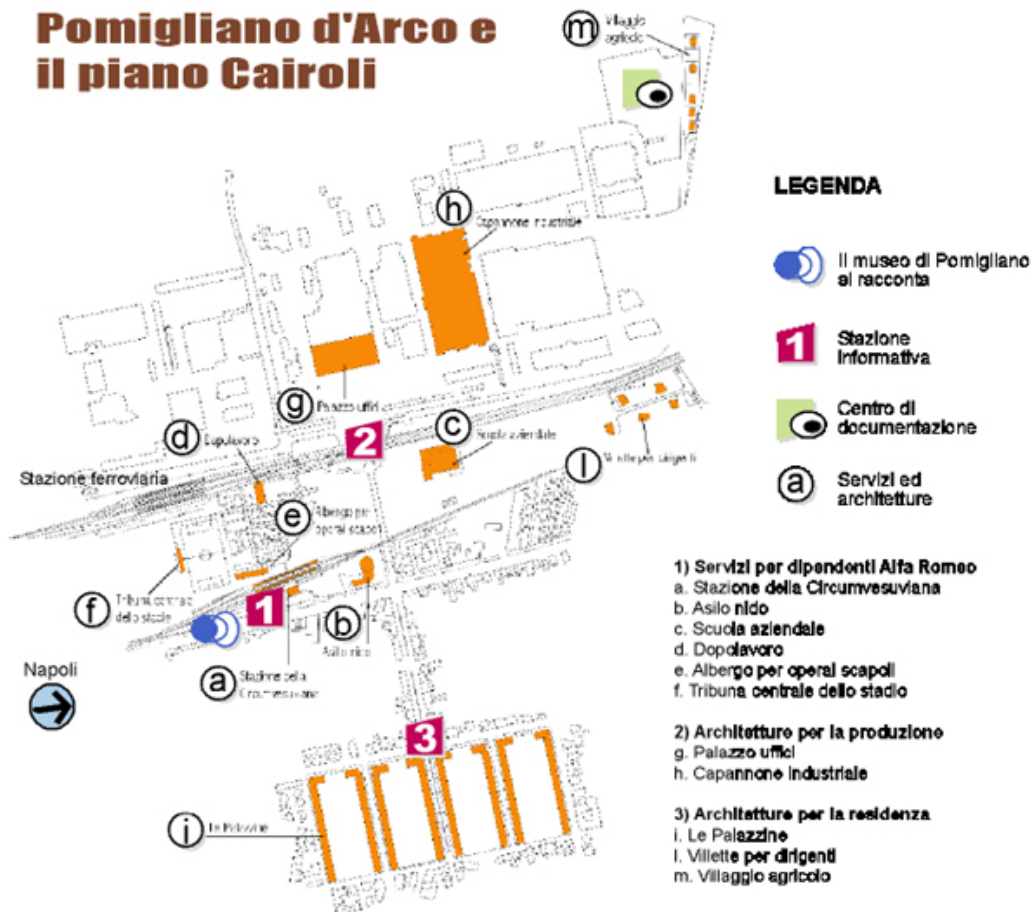 Pomigliano d'Arco e
il piano Cairoli
m
Villaggio
agricolo
h
Capannone industriale
g
Palazzo uffici
d
Dopolavoro
2
c
Scuola aziendale
l
Villette per dirigenti
Stazione ferroviaria
e
Albergo per
operai scapoli
f
Tribuna centrale
dello stadio
1
b
Asilo nido
a
Stazione della
Circumvesuviana
Napoli
3
i
Le Palazzine
LEGENDA
Il museo di Pomigliano
si racconta
1
Stazione
Informativa
Centro di
documentazione
a
Servizi ed
architetture
1) Servizi per dipendenti Alfa Romeo
a. Stazione della Circumvesuviana
b. Asilo nido
c. Scuola aziendale
d. Dopolavoro
e. Albergo per operai scapoli
f. Tribuna centrale dello stadio
2) Architetture per la produzione
g. Palazzo uffici
h. Capannone Industriale
3) Architetture per la residenza
i. Le Palazzine
l. Villette per dirigenti
m. Villaggio agricolo